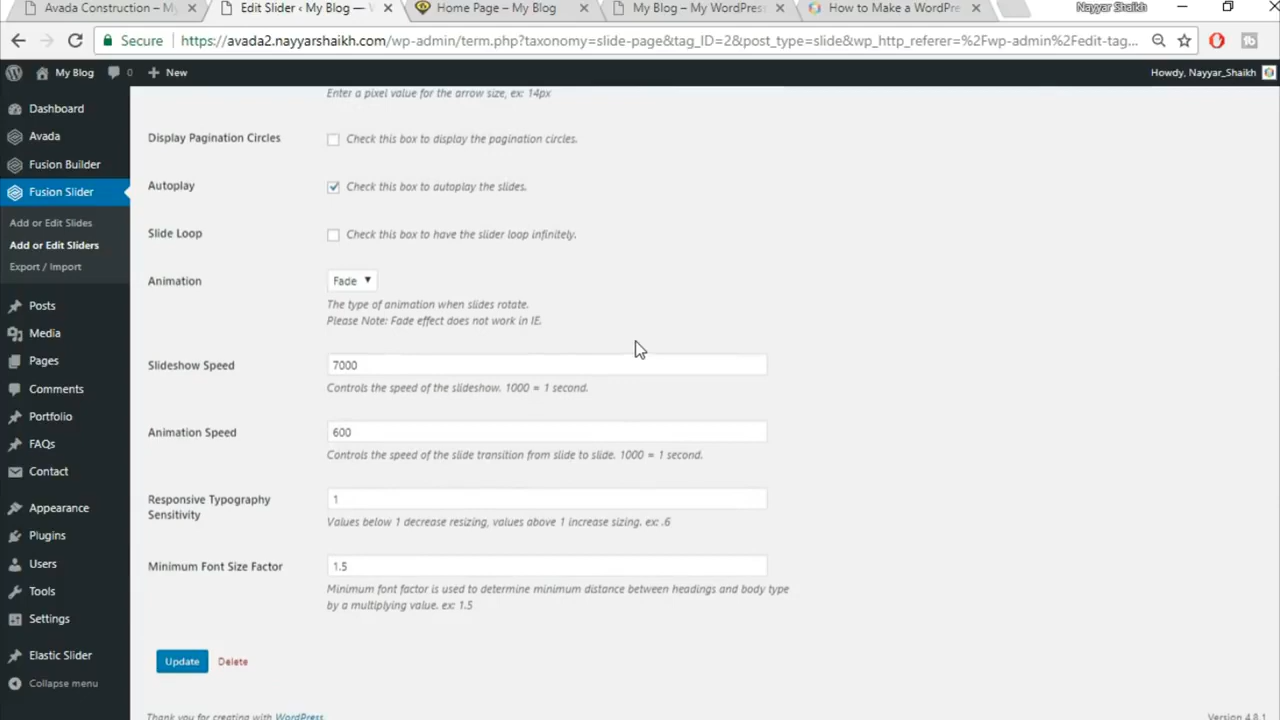 Avada Construction – My
Edit Slider ‹ My Blog —
Home Page – My Blog
My Blog – My WordPress
How to Make a WordPre
Nayyar Shaikh
Secure
https://avada2.nayyarshaikh.com/wp-admin/term.php?taxonomy=slide-page&tag_ID=2&post_type=slide&wp_http_referer=%2Fwp-admin%2Fedit-tag...
My Blog
0
New
Howdy, Nayyar_Shaikh
Dashboard
Avada
Fusion Builder
Fusion Slider
Add or Edit Slides
Add or Edit Sliders
Export / Import
Posts
Media
Pages
Comments
Portfolio
FAQs
Contact
Appearance
Plugins
Users
Tools
Settings
Elastic Slider
Collapse menu
Enter a pixel value for the arrow size, ex: 14px
Display Pagination Circles
Check this box to display the pagination circles.
Autoplay
Check this box to autoplay the slides.
Slide Loop
Check this box to have the slider loop infinitely.
Animation
Fade
The type of animation when slides rotate.
Please Note: Fade effect does not work in IE.
Slideshow Speed
7000
Controls the speed of the slideshow. 1000 = 1 second.
Animation Speed
600
Controls the speed of the slide transition from slide to slide. 1000 = 1 second.
Responsive Typography
Sensitivity
1
Values below 1 decrease resizing, values above 1 increase sizing. ex: .6
Minimum Font Size Factor
1.5
Minimum font factor is used to determine minimum distance between headings and body type
by a multiplying value. ex: 1.5
Update
Delete
Thank you for creating with WordPress.
Version 4.8.1